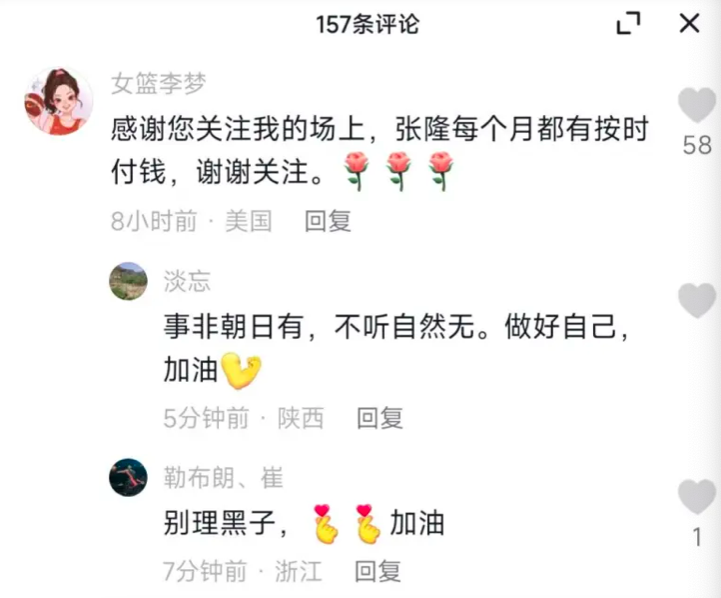 157条评论
女篮李梦
感谢您关注我的场上，张隆每个月都有按时
付钱，谢谢关注。🌹🌹🌹
58
8小时前 · 美国 回复
淡忘
事非朝日有，不听自然无。做好自己，
加油💪
5分钟前 · 陕西 回复
勒布朗、崔
别理黑子，🫰🫰加油
1
7分钟前 · 浙江 回复